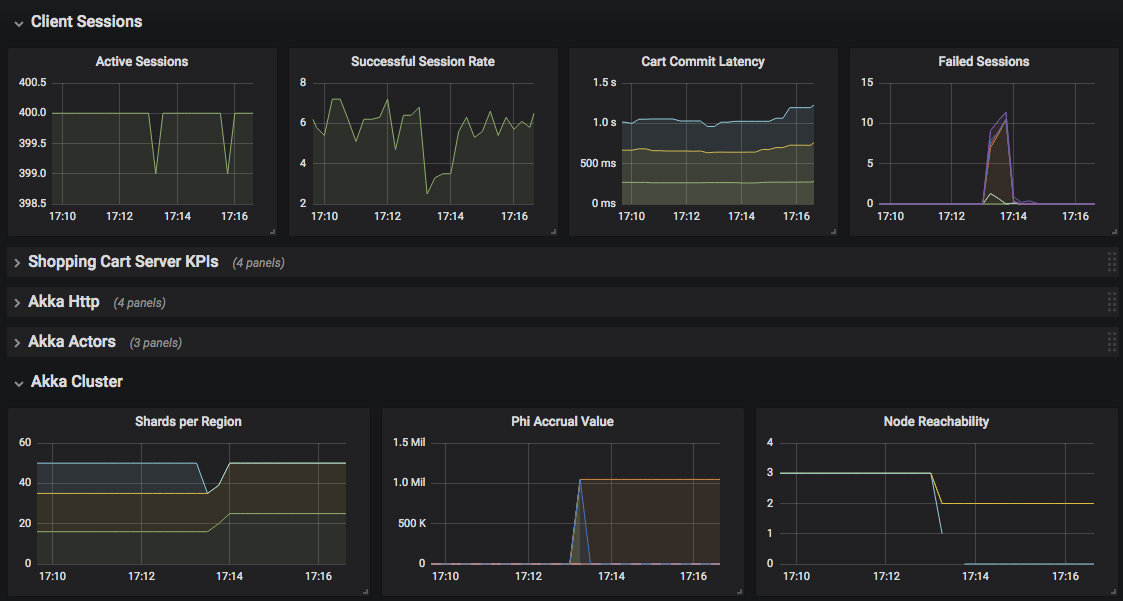 Client Sessions
Active Sessions
400.5
400.0
399.5
399.0
398.5
17:10 17:12 17:14 17:16
Successful Session Rate
8
6
4
2
17:10 17:12 17:14 17:16
Cart Commit Latency
1.5 s
1.0 s
500 ms
0 ms
17:10 17:12 17:14 17:16
Failed Sessions
15
10
5
0
17:10 17:12 17:14 17:16
Shopping Cart Server KPIs (4 panels)
Akka Http (4 panels)
Akka Actors (3 panels)
Akka Cluster
Shards per Region
60
40
20
0
17:10 17:12 17:14 17:16
Phi Accrual Value
1.5 Mil
1.0 Mil
500 K
0
17:10 17:12 17:14 17:16
Node Reachability
4
3
2
1
0
17:10 17:12 17:14 17:16